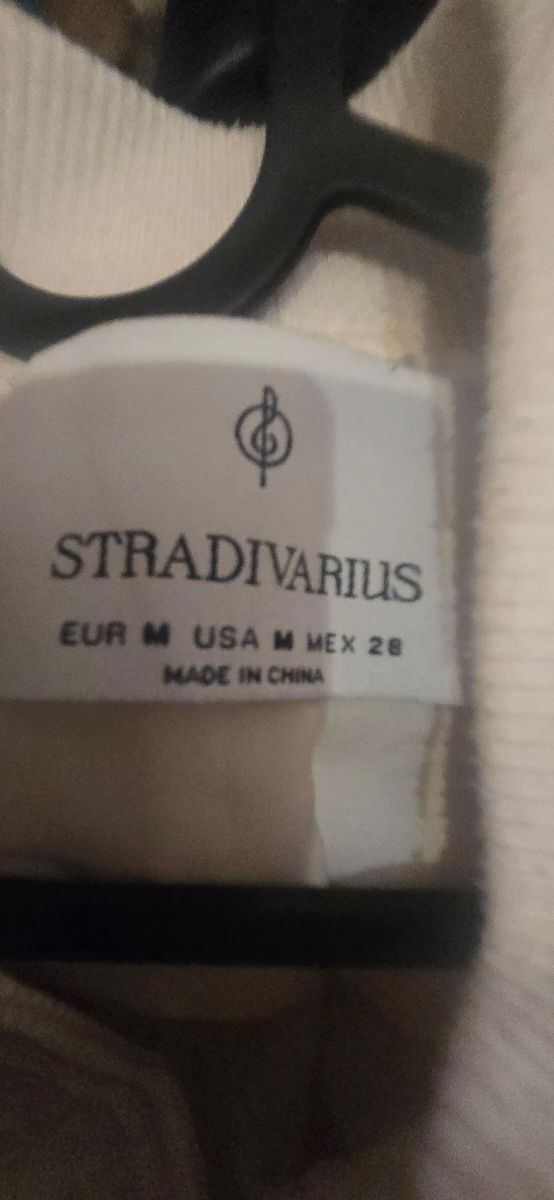 STRADIVARIUS
EUR M USA M MEX 28
MADE IN CHINA